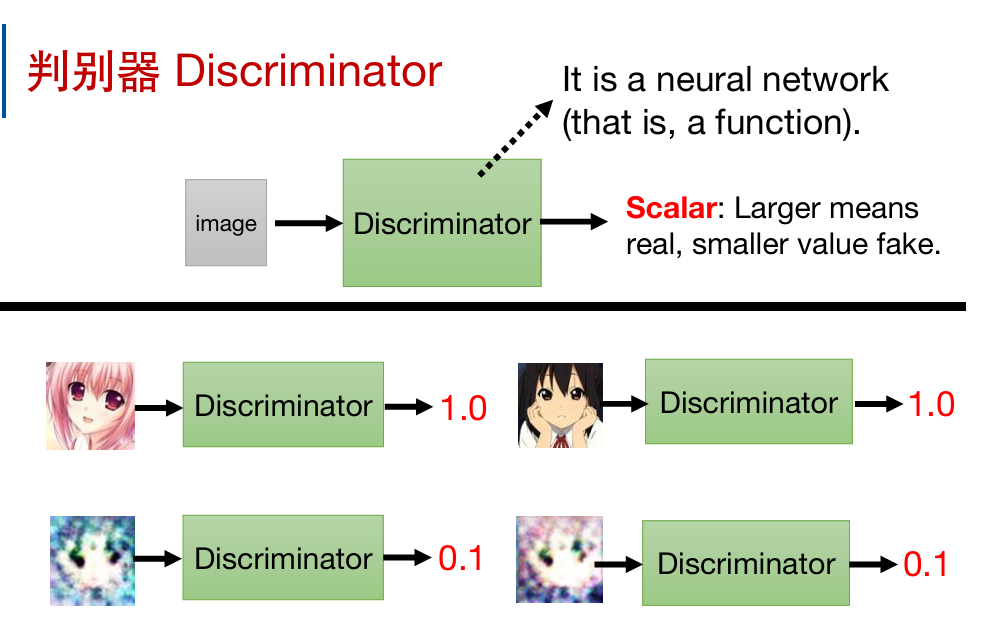 判别器 Discriminator
It is a neural network
(that is, a function).
image
Discriminator
Scalar: Larger means
real, smaller value fake.
Discriminator
1.0
Discriminator
1.0
Discriminator
0.1
Discriminator
0.1